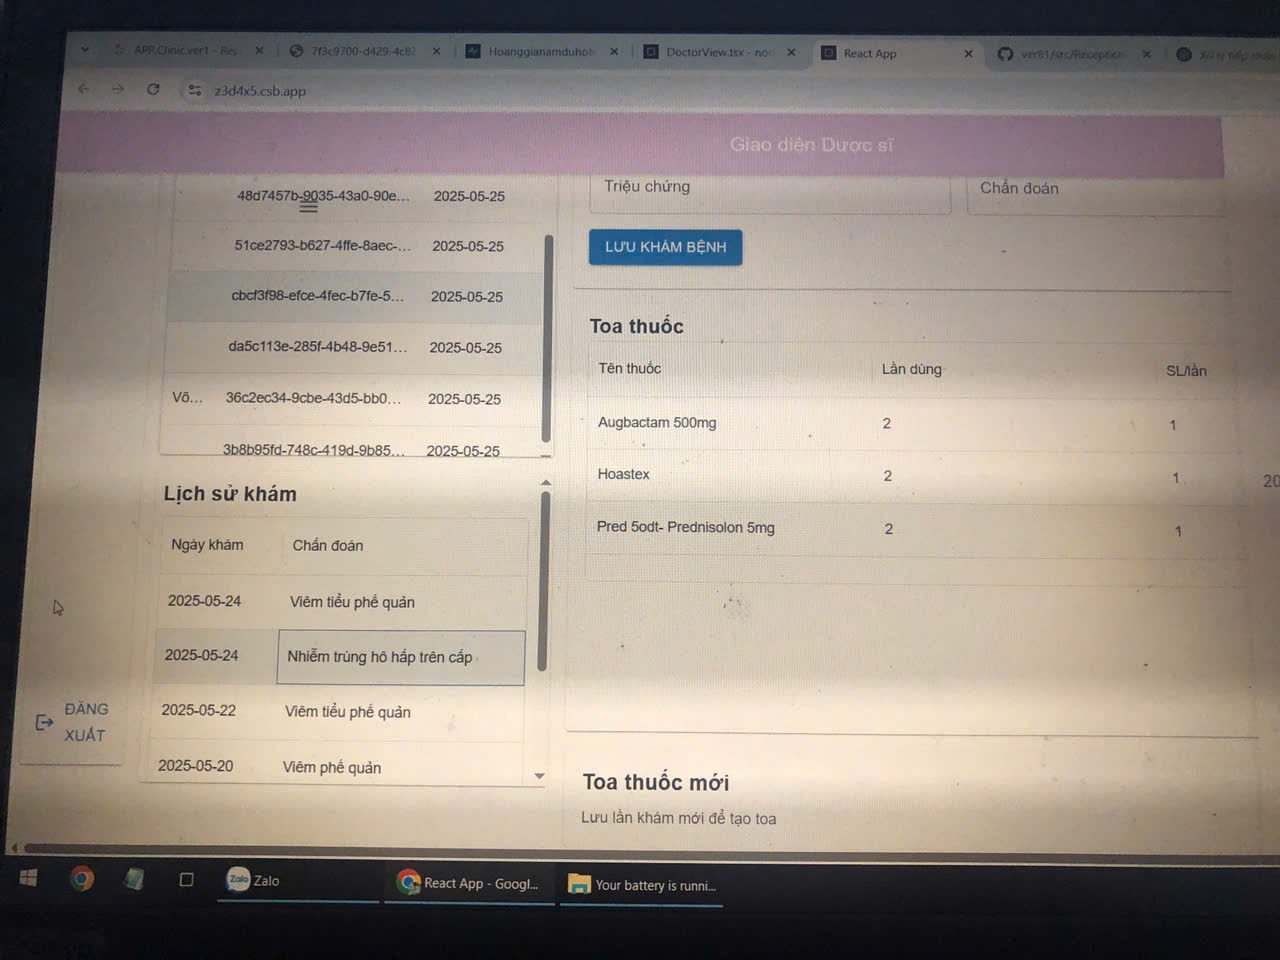 APP.Clinic.ver1 - Rep
7f3c9700-d429-4c82
Hoanggianamduhot
DoctorView.tsx - no
React App
ver81/src/Reception
z3d4x5.csb.app
Giao diện Dược sĩ
48d7457b-9035-43a0-90e... 2025-05-25
51ce2793-b627-4ffe-8aec-... 2025-05-25
cbcf3f98-efce-4fec-b7fe-5... 2025-05-25
da5c113e-285f-4b48-9e51... 2025-05-25
Võ... 36c2ec34-9cbe-43d5-bb0... 2025-05-25
3b8b95fd-748c-419d-9b85... 2025-05-25
Lịch sử khám
Ngày khám Chẩn đoán
2025-05-24 Viêm tiểu phế quản
2025-05-24 Nhiễm trùng hô hấp trên cấp
2025-05-22 Viêm tiểu phế quản
2025-05-20 Viêm phế quản
ĐĂNG
XUẤT
Triệu chứng
Chẩn đoán
LƯU KHÁM BỆNH
Toa thuốc
Tên thuốc Lần dùng SL/lần
Augbactam 500mg 2 1
Hoastex 2 1
20
Pred 5odt- Prednisolon 5mg 2 1
Toa thuốc mới
Lưu lần khám mới để tạo toa
Zalo
Zalo
React App - Googl...
Your battery is runni...